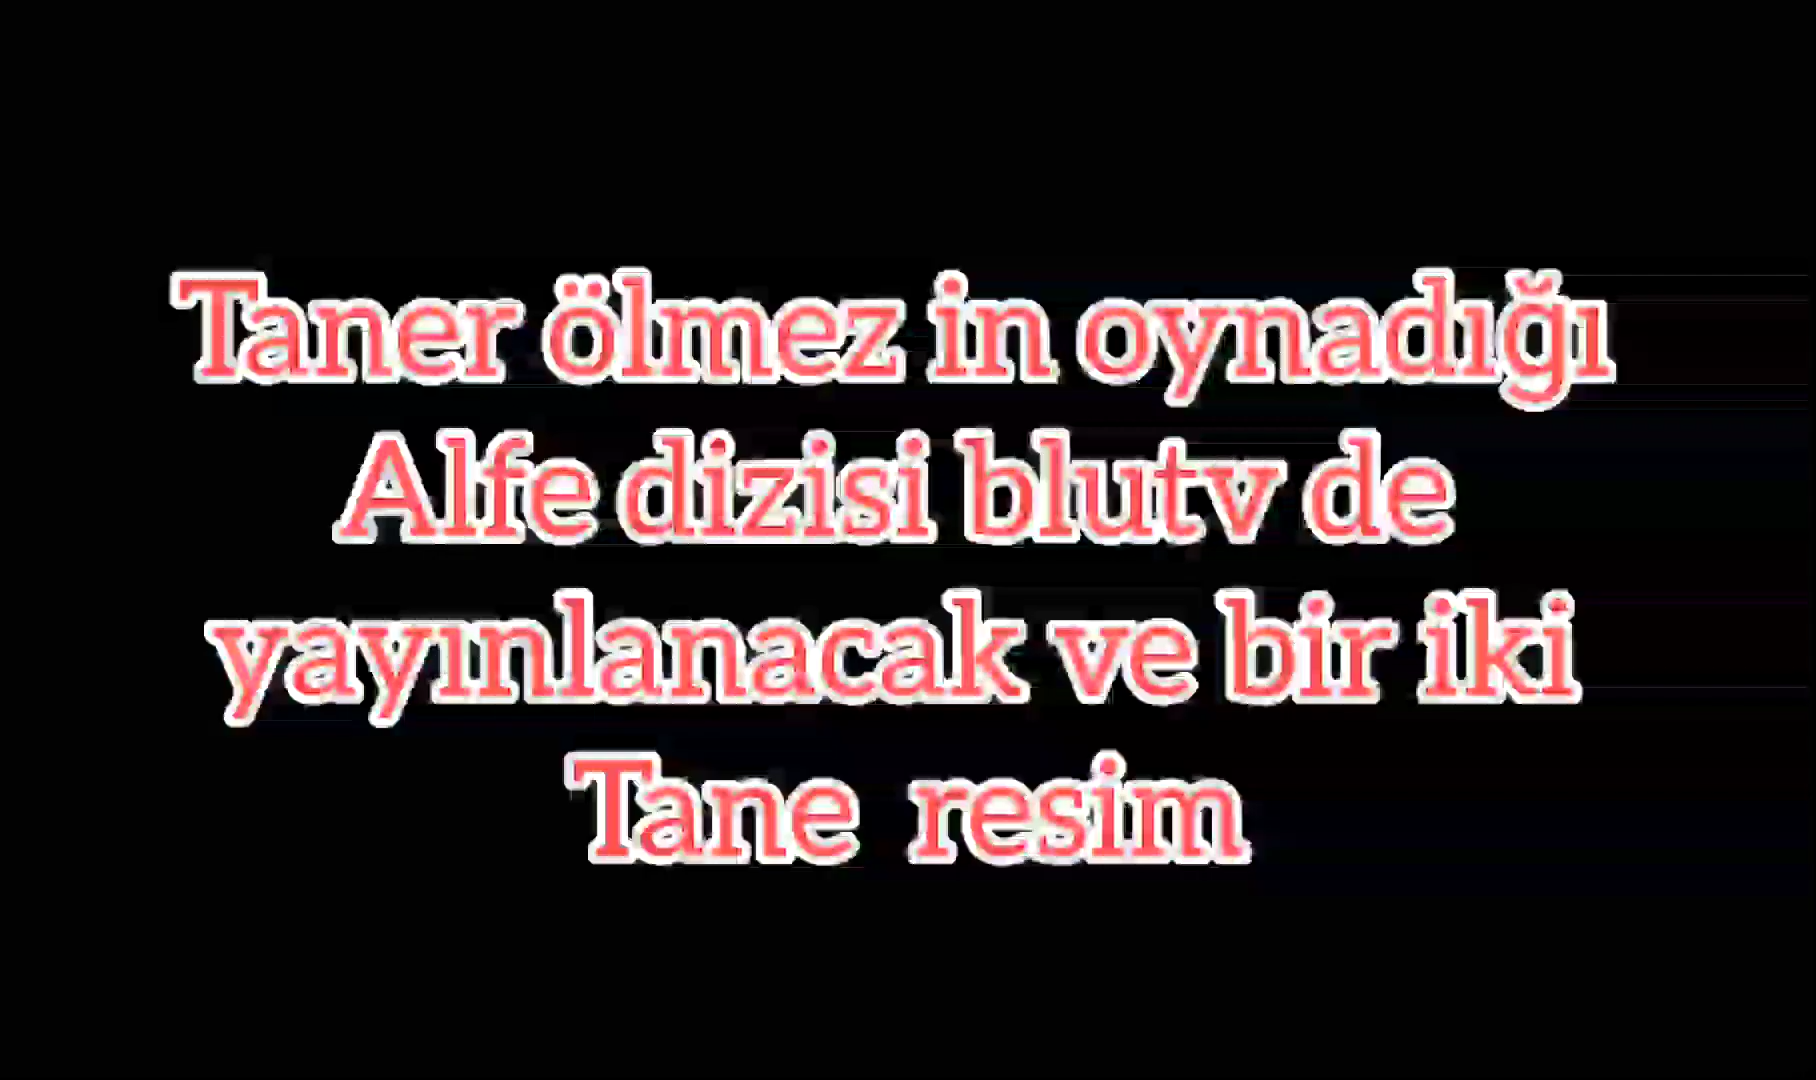 Taner ölmez in oynadığı
Alfe dizisi blutv de
yayınlanacak ve bir iki
Tane resim